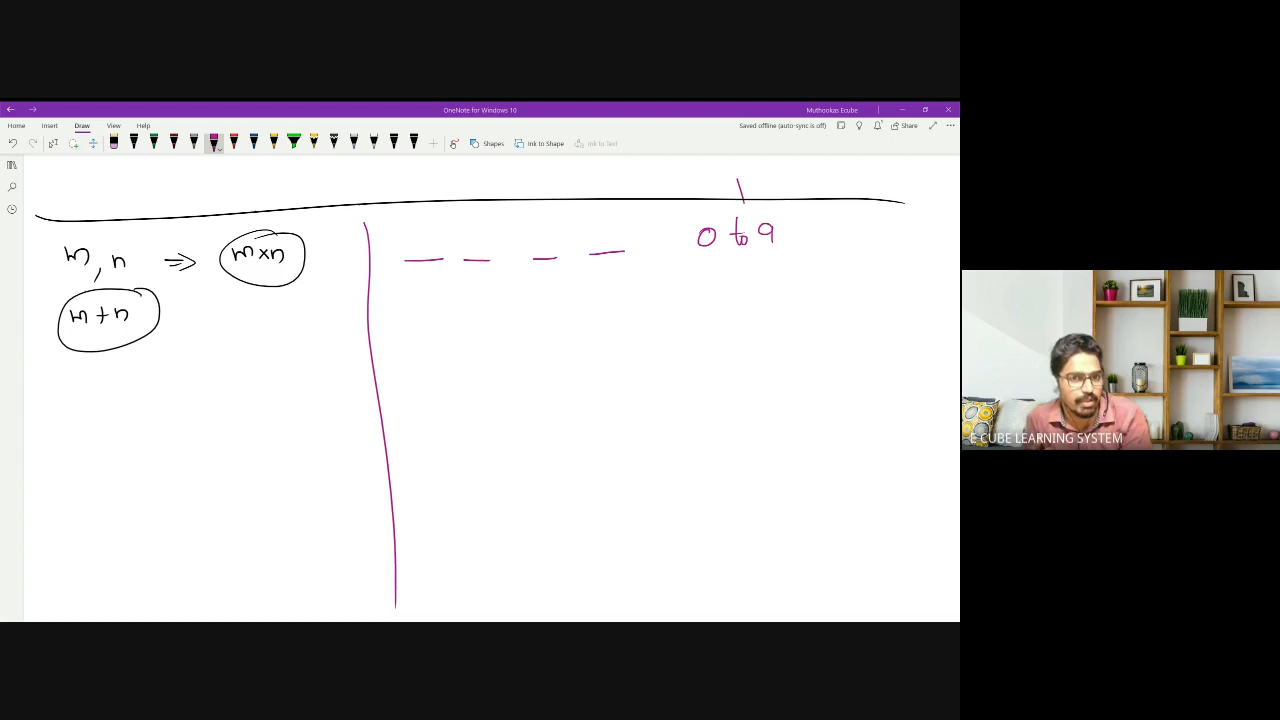 OneNote for Windows 10
Muthookas Ecube
Home Insert Draw View Help
Saved offline (auto-sync is off)
Share
Shapes
Ink to Shape
Ink to Text
0 to 9
m, n ⇒ m×n
m + n
E CUBE LEARNING SYSTEM